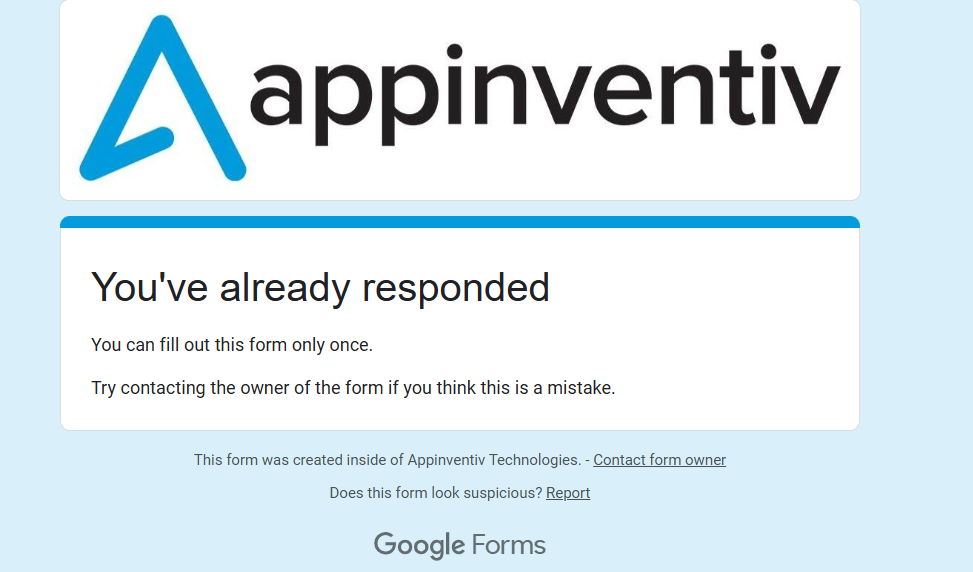 appinventiv
You've already responded
You can fill out this form only once.
Try contacting the owner of the form if you think this is a mistake.
This form was created inside of Appinventiv Technologies. - Contact form owner
Does this form look suspicious? Report
Google Forms